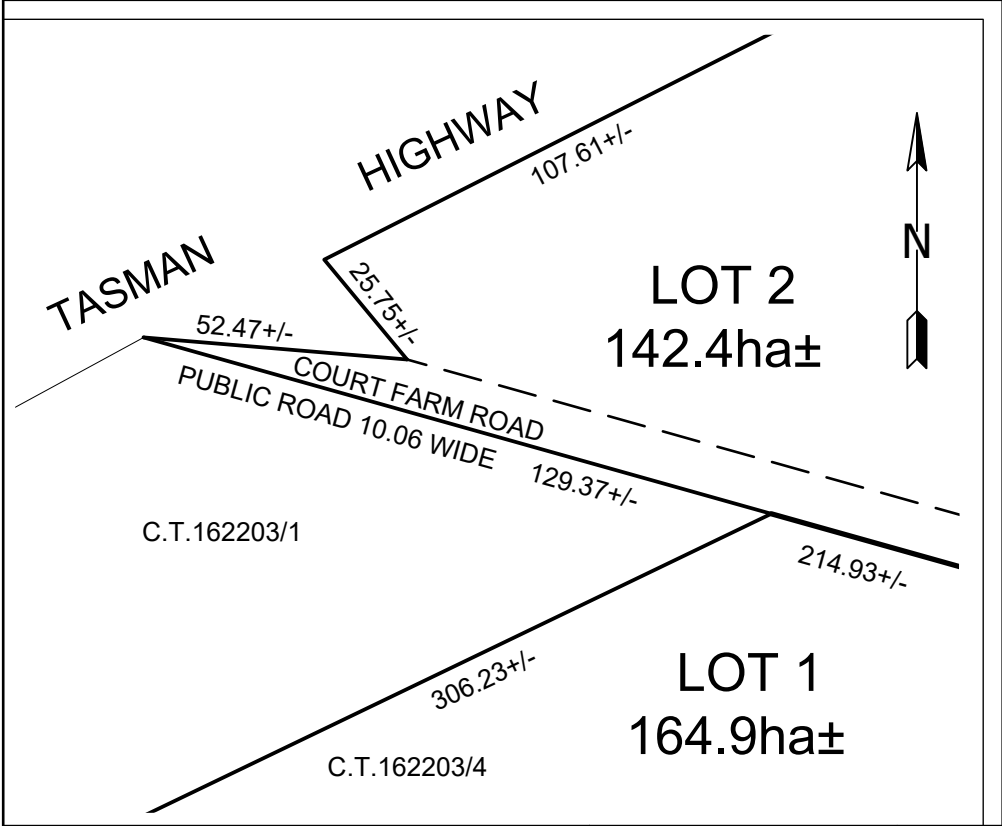 TASMAN HIGHWAY
107.61+/-
25.75+/-
52.47+/-
N
LOT 2
142.4ha±
COURT FARM ROAD
PUBLIC ROAD 10.06 WIDE
129.37+/-
C.T.162203/1
214.93+/-
306.23+/-
LOT 1
164.9ha±
C.T.162203/4